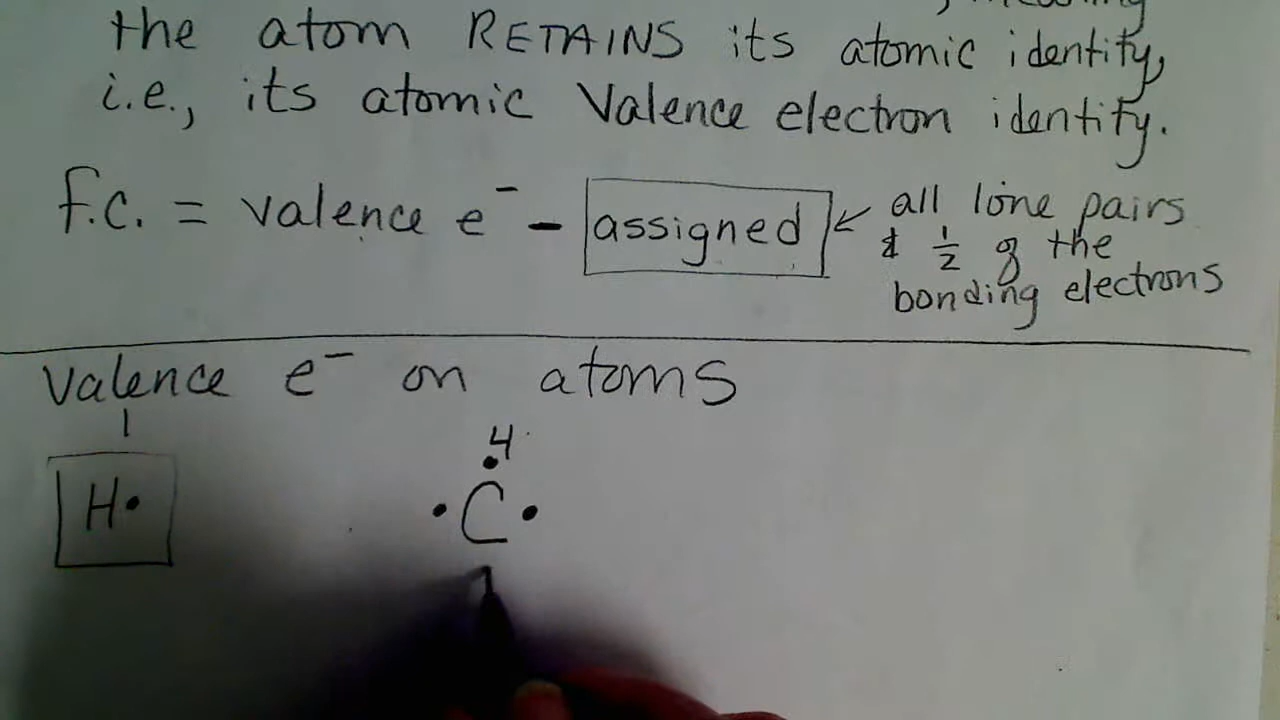 , meaning
the atom RETAINS its atomic identity,
i.e., its atomic Valence electron identity.
f.c. = valence e⁻ - assigned ↙ all lone pairs
& 1/2 of the
bonding electrons
Valence e⁻ on atoms
1
4
H•
•C•